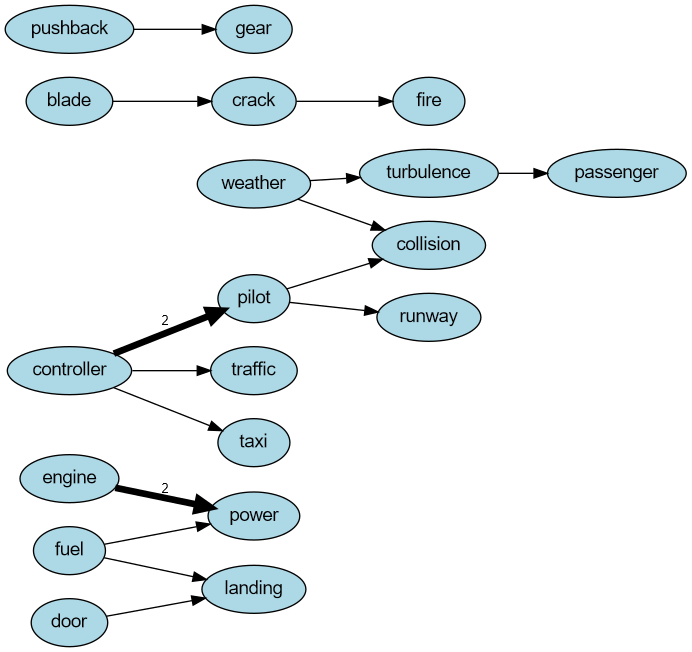 pushback
gear
blade
crack
fire
weather
turbulence
passenger
collision
pilot
runway
2
controller
traffic
taxi
engine
2
power
fuel
landing
door